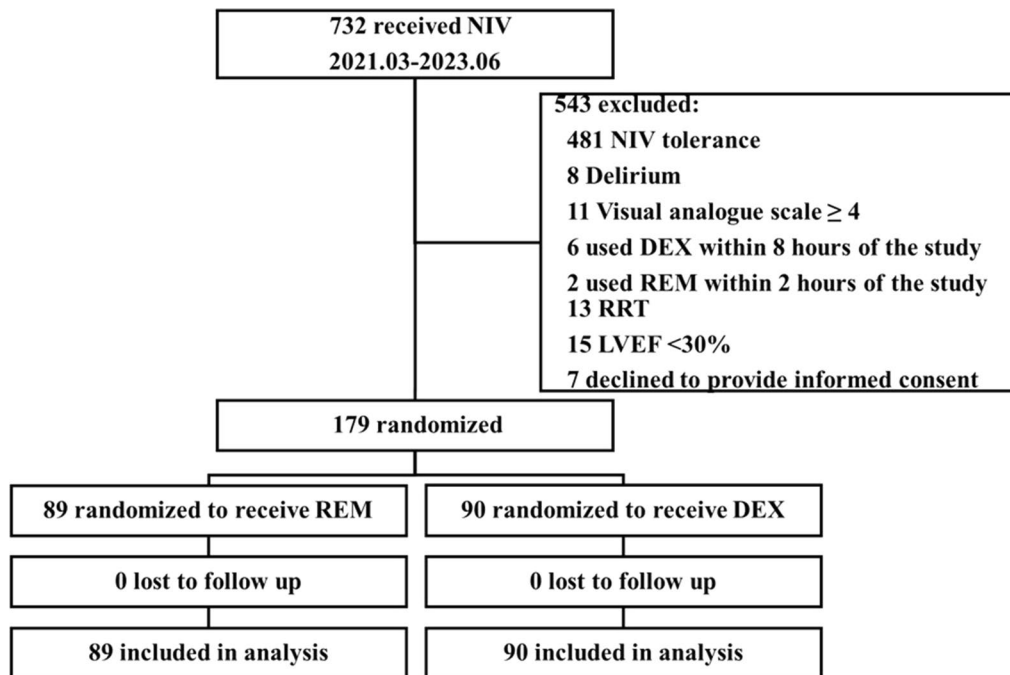 732 received NIV
2021.03-2023.06
543 excluded:
481 NIV tolerance
8 Delirium
11 Visual analogue scale ≥ 4
6 used DEX within 8 hours of the study
2 used REM within 2 hours of the study
13 RRT
15 LVEF <30%
7 declined to provide informed consent
179 randomized
89 randomized to receive REM
90 randomized to receive DEX
0 lost to follow up
0 lost to follow up
89 included in analysis
90 included in analysis